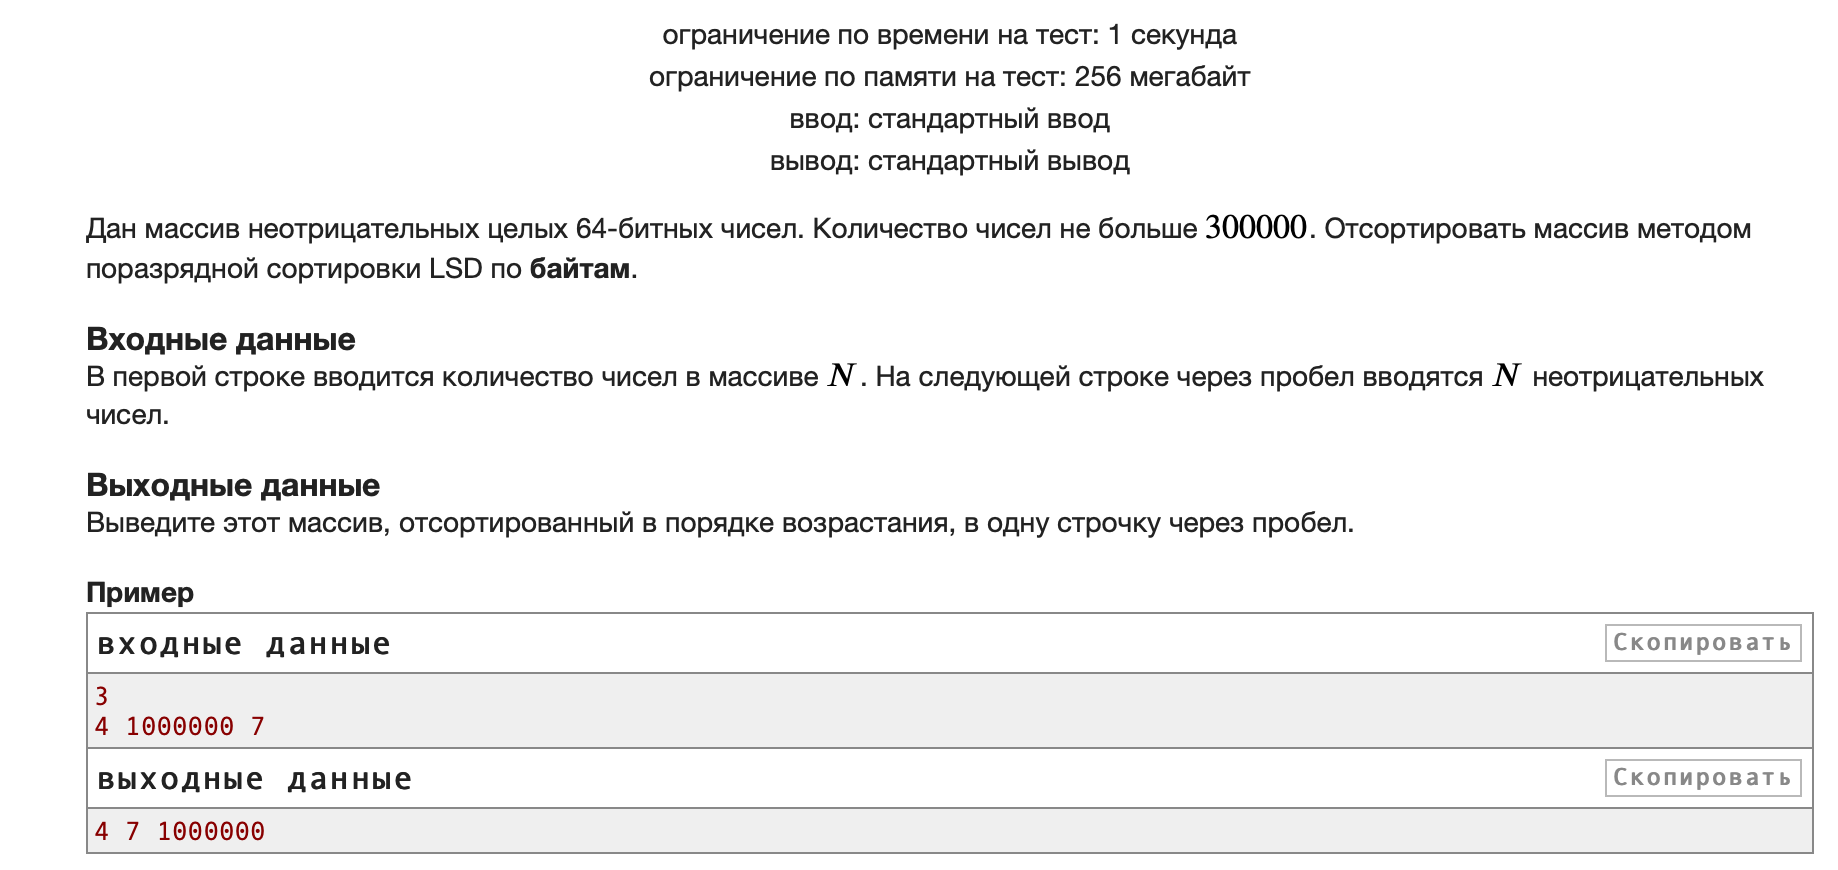 ограничение по времени на тест: 1 секунда
ограничение по памяти на тест: 256 мегабайт
ввод: стандартный ввод
вывод: стандартный вывод
Дан массив неотрицательных целых 64-битных чисел. Количество чисел не больше 300000. Отсортировать массив методом
поразрядной сортировки LSD по байтам.
Входные данные
В первой строке вводится количество чисел в массиве N. На следующей строке через пробел вводятся N неотрицательных
чисел.
Выходные данные
Выведите этот массив, отсортированный в порядке возрастания, в одну строчку через пробел.
Пример
входные данные Скопировать
3
4 1000000 7
выходные данные Скопировать
4 7 1000000